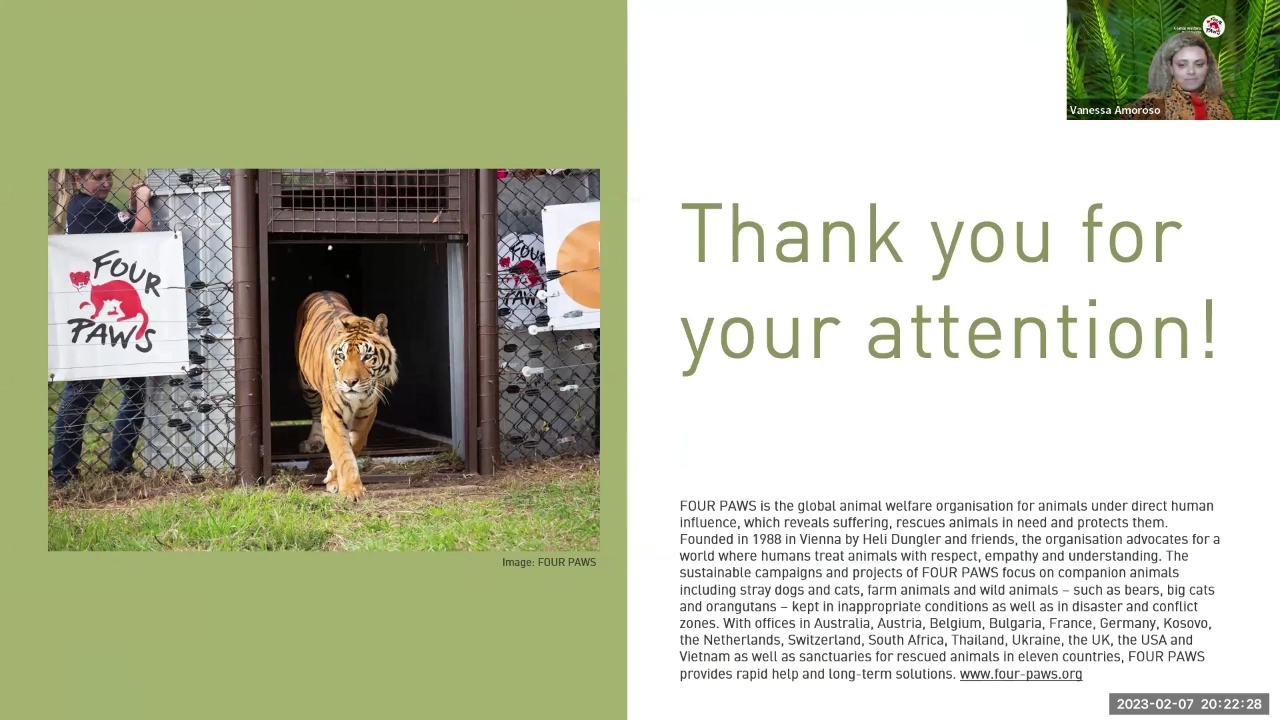 Vanessa Amoroso
FOUR
PAWS
FOUR
PAWS
Image: FOUR PAWS
Thank you for
your attention!
FOUR PAWS is the global animal welfare organisation for animals under direct human
influence, which reveals suffering, rescues animals in need and protects them.
Founded in 1988 in Vienna by Heli Dungler and friends, the organisation advocates for a
world where humans treat animals with respect, empathy and understanding. The
sustainable campaigns and projects of FOUR PAWS focus on companion animals
including stray dogs and cats, farm animals and wild animals – such as bears, big cats
and orangutans – kept in inappropriate conditions as well as in disaster and conflict
zones. With offices in Australia, Austria, Belgium, Bulgaria, France, Germany, Kosovo,
the Netherlands, Switzerland, South Africa, Thailand, Ukraine, the UK, the USA and
Vietnam as well as sanctuaries for rescued animals in eleven countries, FOUR PAWS
provides rapid help and long-term solutions. www.four-paws.org
2023-02-07 20:22:28